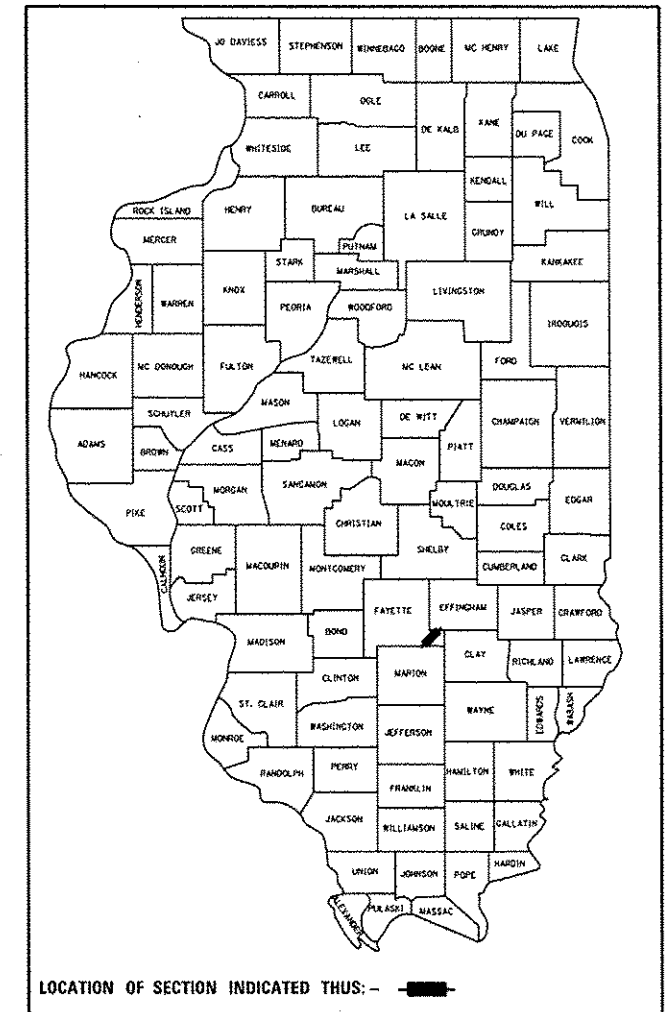 JO DAVIESS STEPHENSON WINNEBAGO BOONE MC HENRY LAKE
CARROLL OGLE DE KALB KANE DU PAGE COOK
WHITESIDE LEE KENDALL WILL
ROCK ISLAND HENRY BUREAU LA SALLE GRUNDY
MERCER PUTNAM KANKAKEE
STARK MARSHALL
HENDERSON WARREN KNOX PEORIA WOODFORD LIVINGSTON IROQUOIS
HANCOCK MC DONOUGH FULTON TAZEWELL MC LEAN FORD
SCHUYLER MASON LOGAN DE WITT CHAMPAIGN VERMILION
ADAMS BROWN CASS MENARD PIATT
MACON
PIKE SCOTT MORGAN SANGAMON CHRISTIAN MOULTRIE DOUGLAS EDGAR
COLES
CALHOUN GREENE MACOUPIN MONTGOMERY SHELBY CUMBERLAND CLARK
JERSEY FAYETTE EFFINGHAM JASPER CRAWFORD
MADISON BOND CLAY RICHLAND LAWRENCE
CLINTON MARION
ST. CLAIR WASHINGTON WAYNE EDWARDS WABASH
MONROE JEFFERSON
RANDOLPH PERRY HAMILTON WHITE
FRANKLIN
JACKSON WILLIAMSON SALINE GALLATIN
UNION JOHNSON POPE HARDIN
ALEXANDER PULASKI MASSAC
LOCATION OF SECTION INDICATED THUS: -